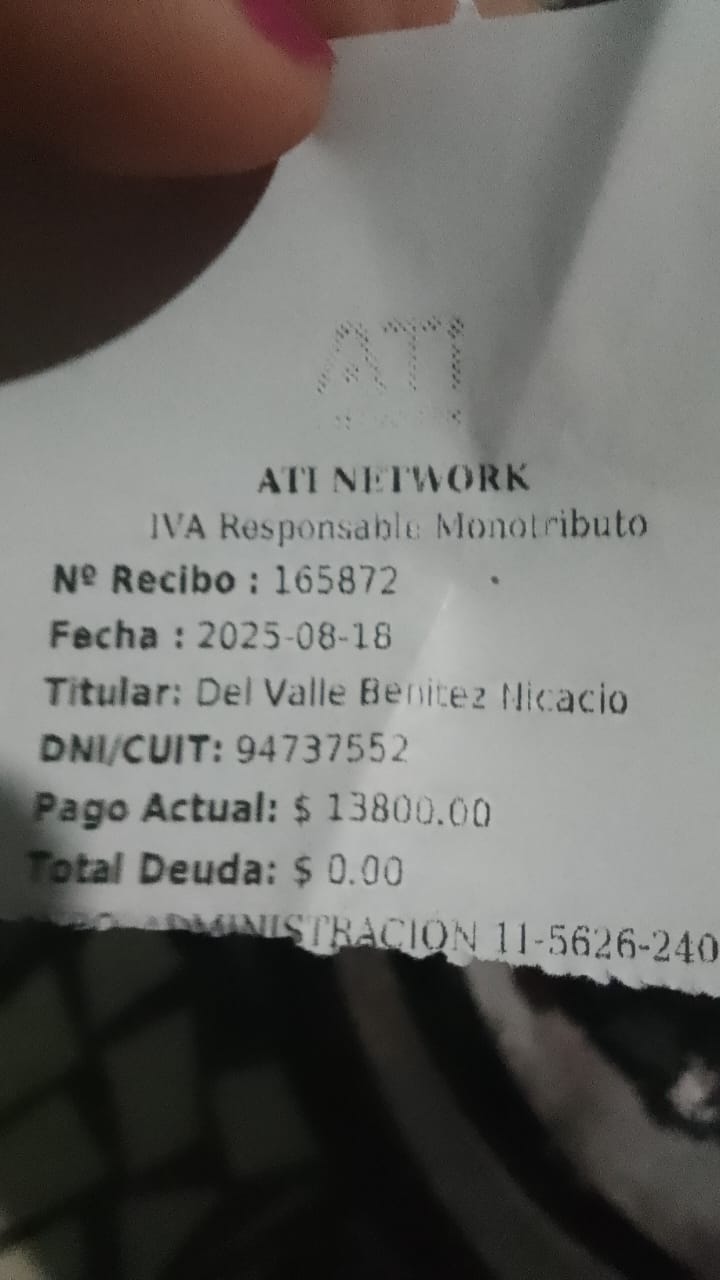 ATI
ATI NETWORK
IVA Responsable Monotributo
Nº Recibo : 165872
Fecha : 2025-08-18
Titular: Del Valle Benitez Nicacio
DNI/CUIT: 94737552
Pago Actual: $ 13800.00
Total Deuda: $ 0.00
ADMINISTRACIÓN 11-5626-240